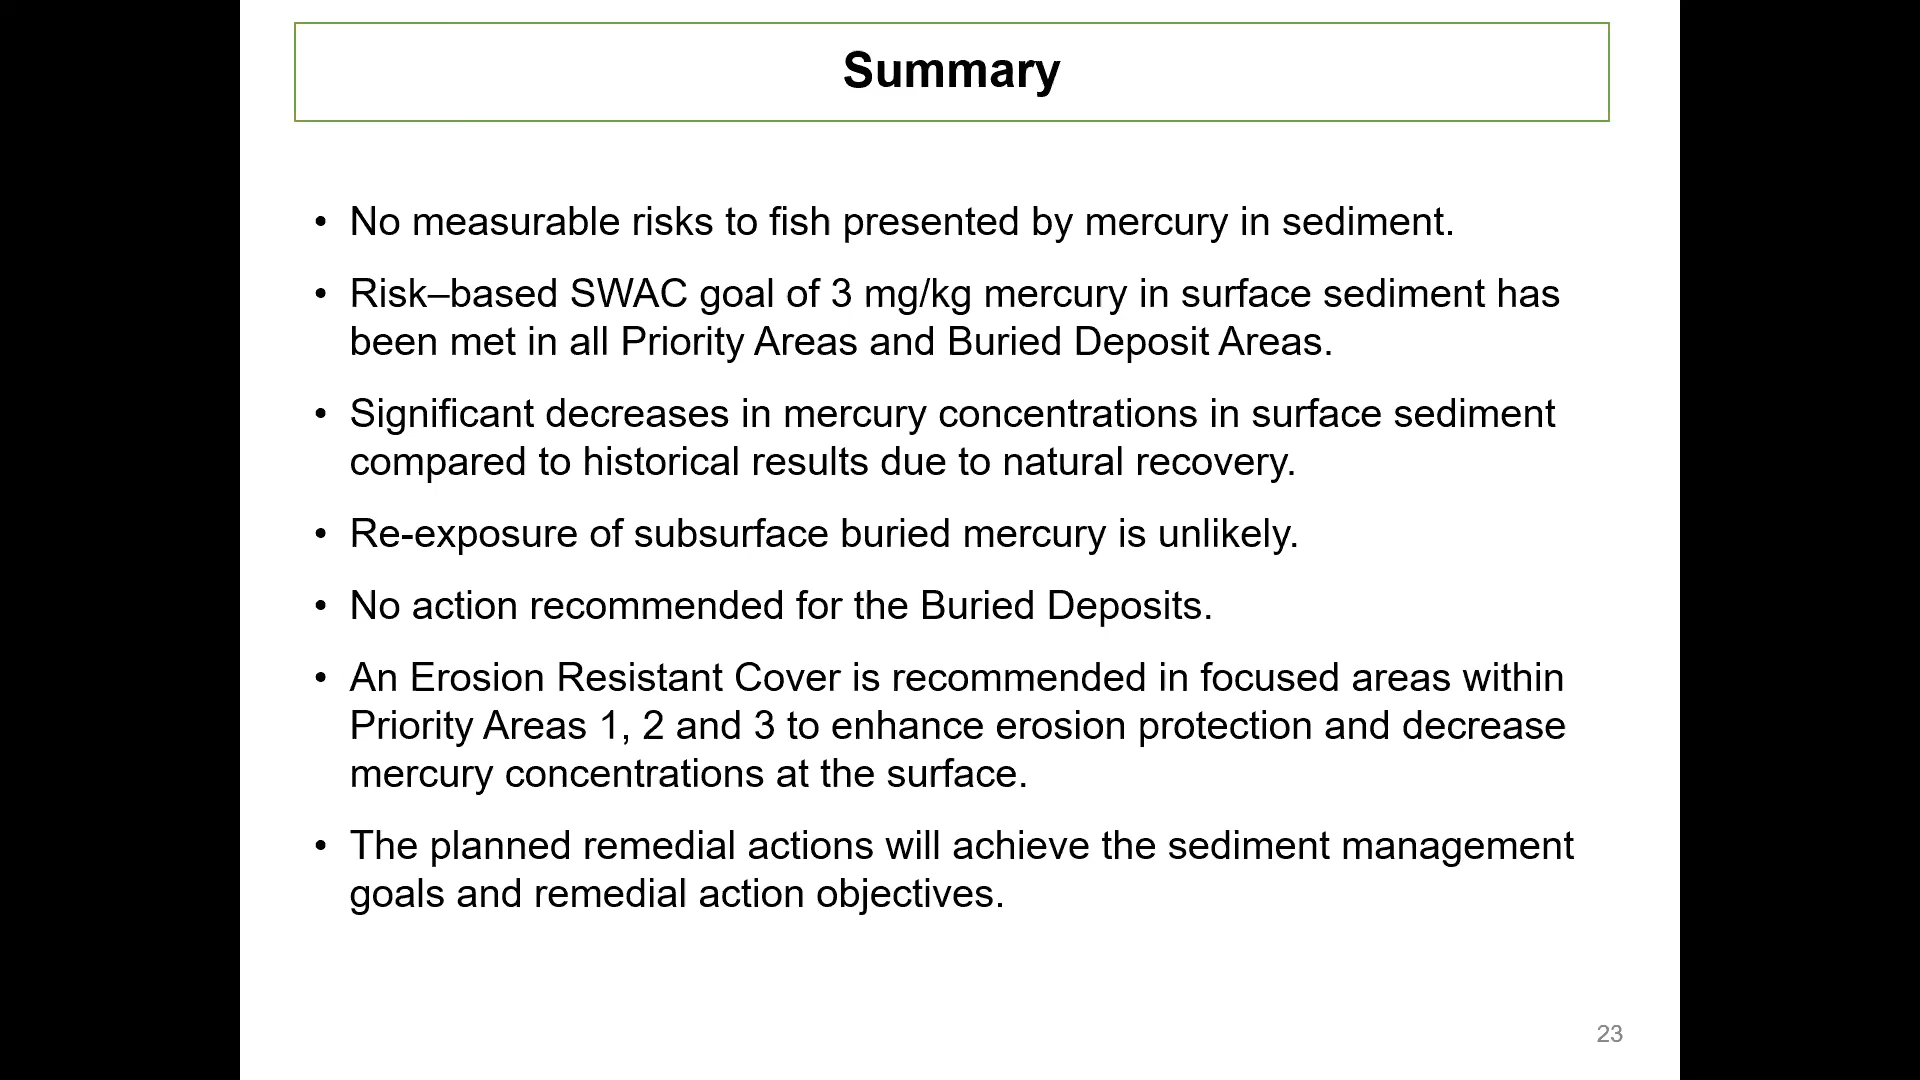 Summary
• No measurable risks to fish presented by mercury in sediment.
• Risk–based SWAC goal of 3 mg/kg mercury in surface sediment has
been met in all Priority Areas and Buried Deposit Areas.
• Significant decreases in mercury concentrations in surface sediment
compared to historical results due to natural recovery.
• Re-exposure of subsurface buried mercury is unlikely.
• No action recommended for the Buried Deposits.
• An Erosion Resistant Cover is recommended in focused areas within
Priority Areas 1, 2 and 3 to enhance erosion protection and decrease
mercury concentrations at the surface.
• The planned remedial actions will achieve the sediment management
goals and remedial action objectives.
23